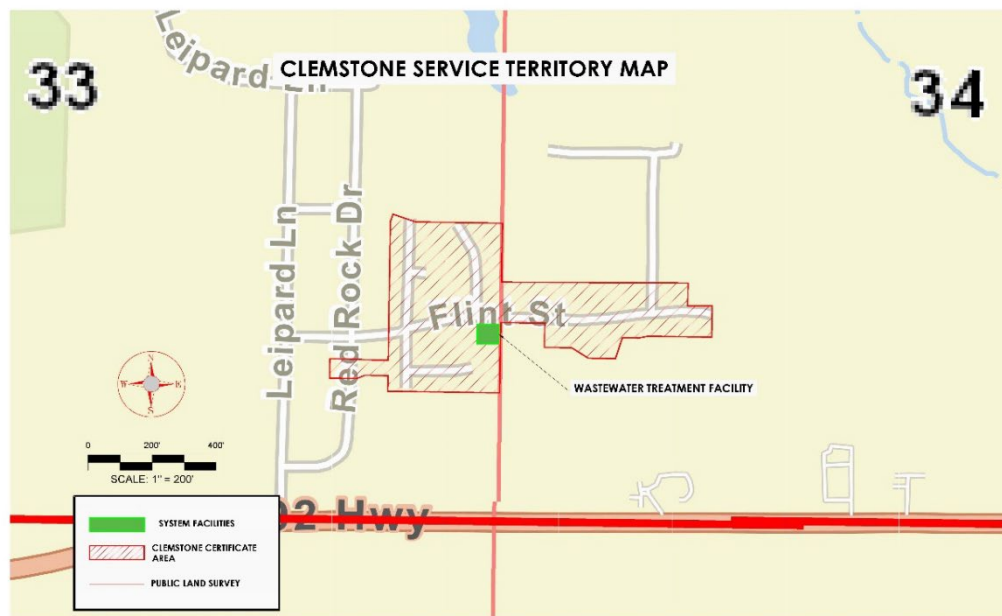 Leipard Ln
CLEMSTONE SERVICE TERRITORY MAP
33
34
Leipard Ln
Red Rock Dr
Flint St
WASTEWATER TREATMENT FACILITY
N
W E
S
0 200' 400'
SCALE: 1" = 200'
92 Hwy
SYSTEM FACILITIES
CLEMSTONE CERTIFICATE
AREA
PUBLIC LAND SURVEY